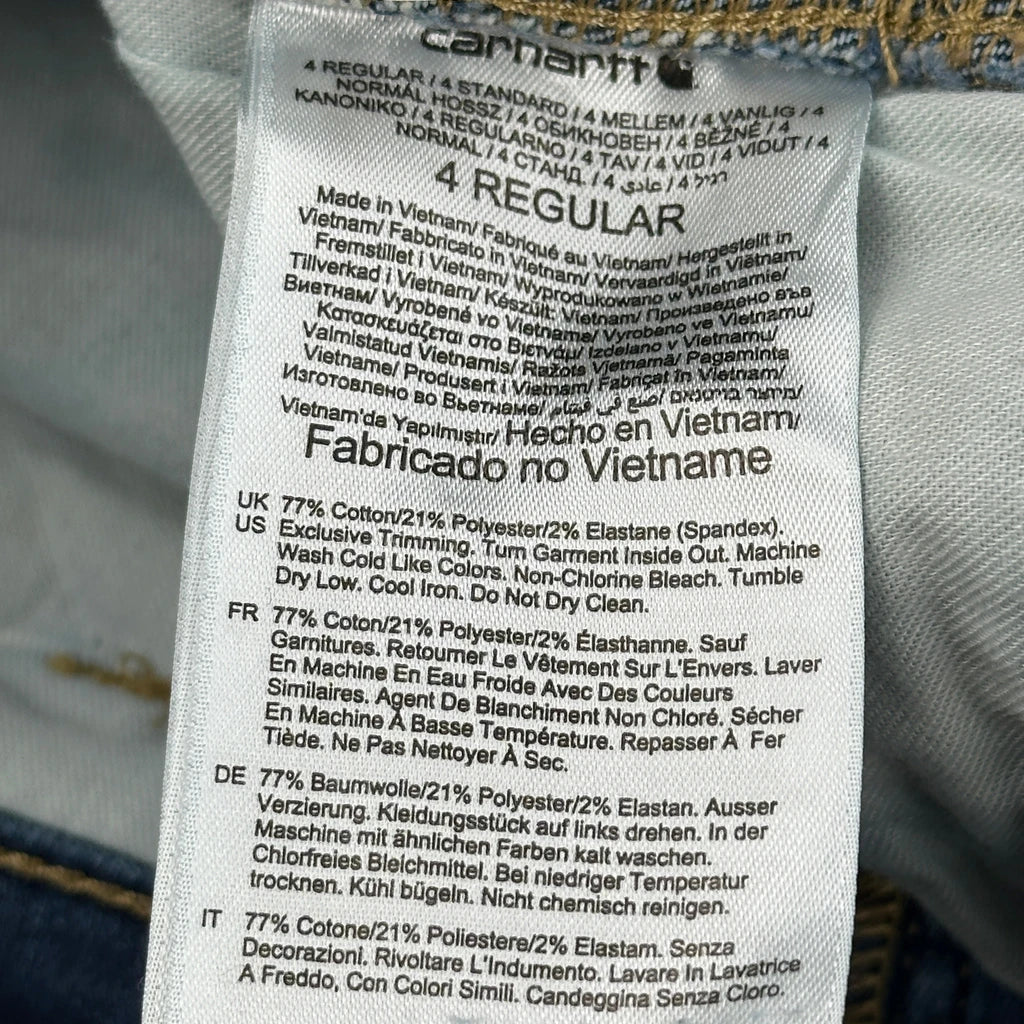 carhartt
4 REGULAR / 4 STANDARD / 4 MELLEM / 4 VANLIG / 4
NORMÁL HOSSZ / 4 ОБИКНОВЕН / 4 BĚŽNÉ / 4
KANONIKO / 4 REGULARNO / 4 TAV / 4 VID / 4 VIDUT / 4
NORMAL / 4 СТАНД. / 4 عادي / 4 רגיל
4 REGULAR
Made in Vietnam/ Fabriqué au Vietnam/ Hergestellt in
Vietnam/ Fabbricato in Vietnam/ Vervaardigd in Viëtnam/
Fremstillet i Vietnam/ Wyprodukowano w Wietnamie/
Tillverkad i Vietnam/ Készült: Vietnam/ Произведено във
Виетнам/ Vyrobené vo Vietname/ Vyrobeno ve Vietnamu/
Κατασκευάζεται στο Βιετνάμ/ Izdelano v Vietnamu/
Valmistatud Vietnamis/ Ražots Vjetnamā/ Pagaminta
Vietname/ Produsert i Vietnam/ Fabricat în Vietnam/
Изготовлено во Вьетнаме/ صنع في فيتنام/
Vietnam'da Yapılmıştır/ Hecho en Vietnam/
Fabricado no Vietname
UK 77% Cotton/21% Polyester/2% Elastane (Spandex).
US Exclusive Trimming. Turn Garment Inside Out. Machine
Wash Cold Like Colors. Non-Chlorine Bleach. Tumble
Dry Low. Cool Iron. Do Not Dry Clean.
FR 77% Coton/21% Polyester/2% Élasthanne. Sauf
Garnitures. Retourner Le Vêtement Sur L'Envers. Laver
En Machine En Eau Froide Avec Des Couleurs
Similaires. Agent De Blanchiment Non Chloré. Sécher
En Machine À Basse Température. Repasser À Fer
Tiède. Ne Pas Nettoyer À Sec.
DE 77% Baumwolle/21% Polyester/2% Elastan. Ausser
Verzierung. Kleidungsstück auf links drehen. In der
Maschine mit ähnlichen Farben kalt waschen.
Chlorfreies Bleichmittel. Bei niedriger Temperatur
trocknen. Kühl bügeln. Nicht chemisch reinigen.
IT 77% Cotone/21% Poliestere/2% Elastam. Senza
Decorazioni. Rivoltare L'Indumento. Lavare In Lavatrice
A Freddo, Con Colori Simili. Candeggina Senza Cloro.